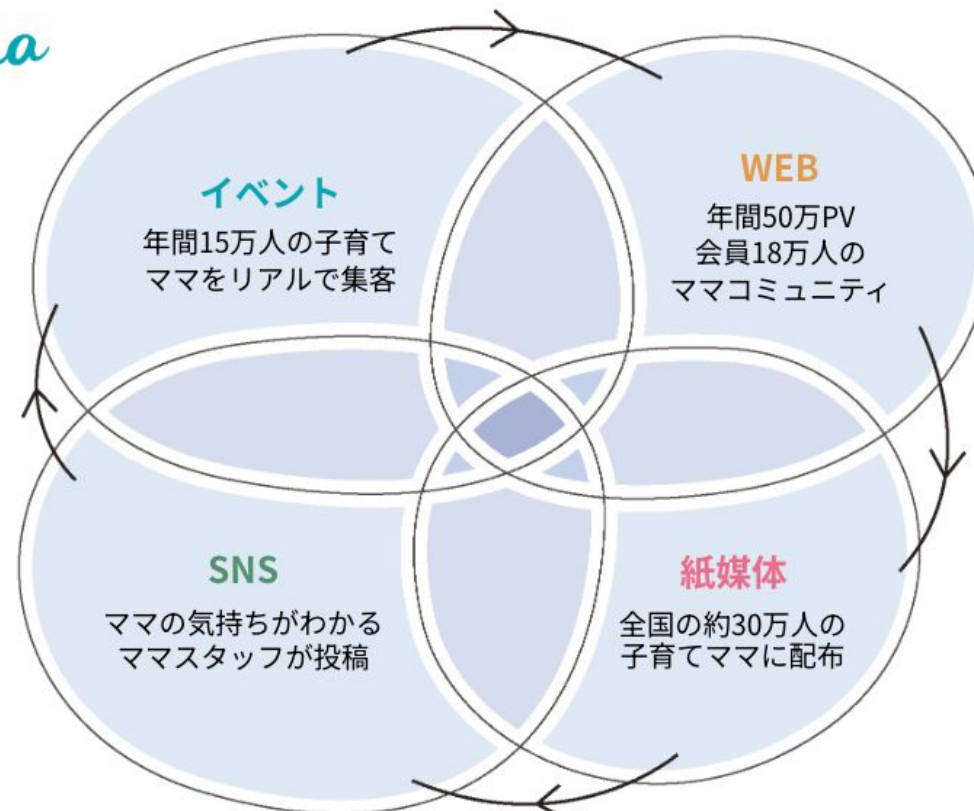 イベント
年間15万人の子育て
ママをリアルで集客
WEB
年間50万PV
会員18万人の
ママコミュニティ
SNS
ママの気持ちがわかる
ママスタッフが投稿
紙媒体
全国の約30万人の
子育てママに配布